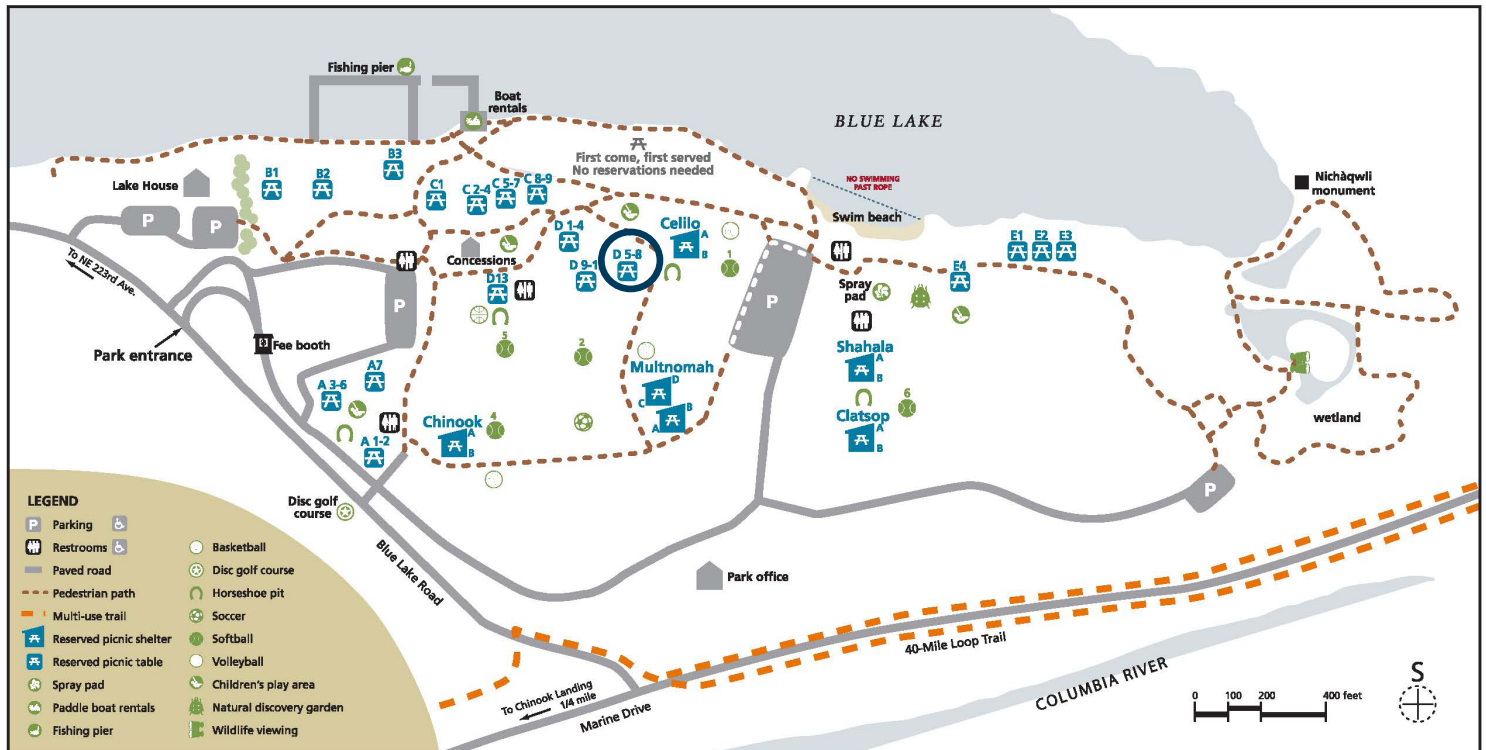 Fishing pier
Boat
rentals
BLUE LAKE
First come, first served
No reservations needed
NO SWIMMING
PAST ROPE
Nichàqwli
monument
Lake House
B1
B2
B3
C1
C 2-4
C 5-7
C 8-9
Swim beach
P
P
To NE 223rd Ave.
Concessions
D 1-4
D 5-8
D 9-1
D13
Celilo
A
B
1
E1
E2
E3
E4
Spray
pad
P
P
Park entrance
Fee booth
5
2
Multnomah
D
C
B
A
Shahala
A
B
6
Clatsop
A
B
wetland
A7
A 3-6
A 1-2
Chinook
A
B
4
P
Disc golf
course
Blue Lake Road
Park office
40-Mile Loop Trail
COLUMBIA RIVER
To Chinook Landing
1/4 mile
Marine Drive
0 100 200 400 feet
S
LEGEND
P Parking
Restrooms
Paved road
Pedestrian path
Multi-use trail
Reserved picnic shelter
Reserved picnic table
Spray pad
Paddle boat rentals
Fishing pier
Basketball
Disc golf course
Horseshoe pit
Soccer
Softball
Volleyball
Children's play area
Natural discovery garden
Wildlife viewing